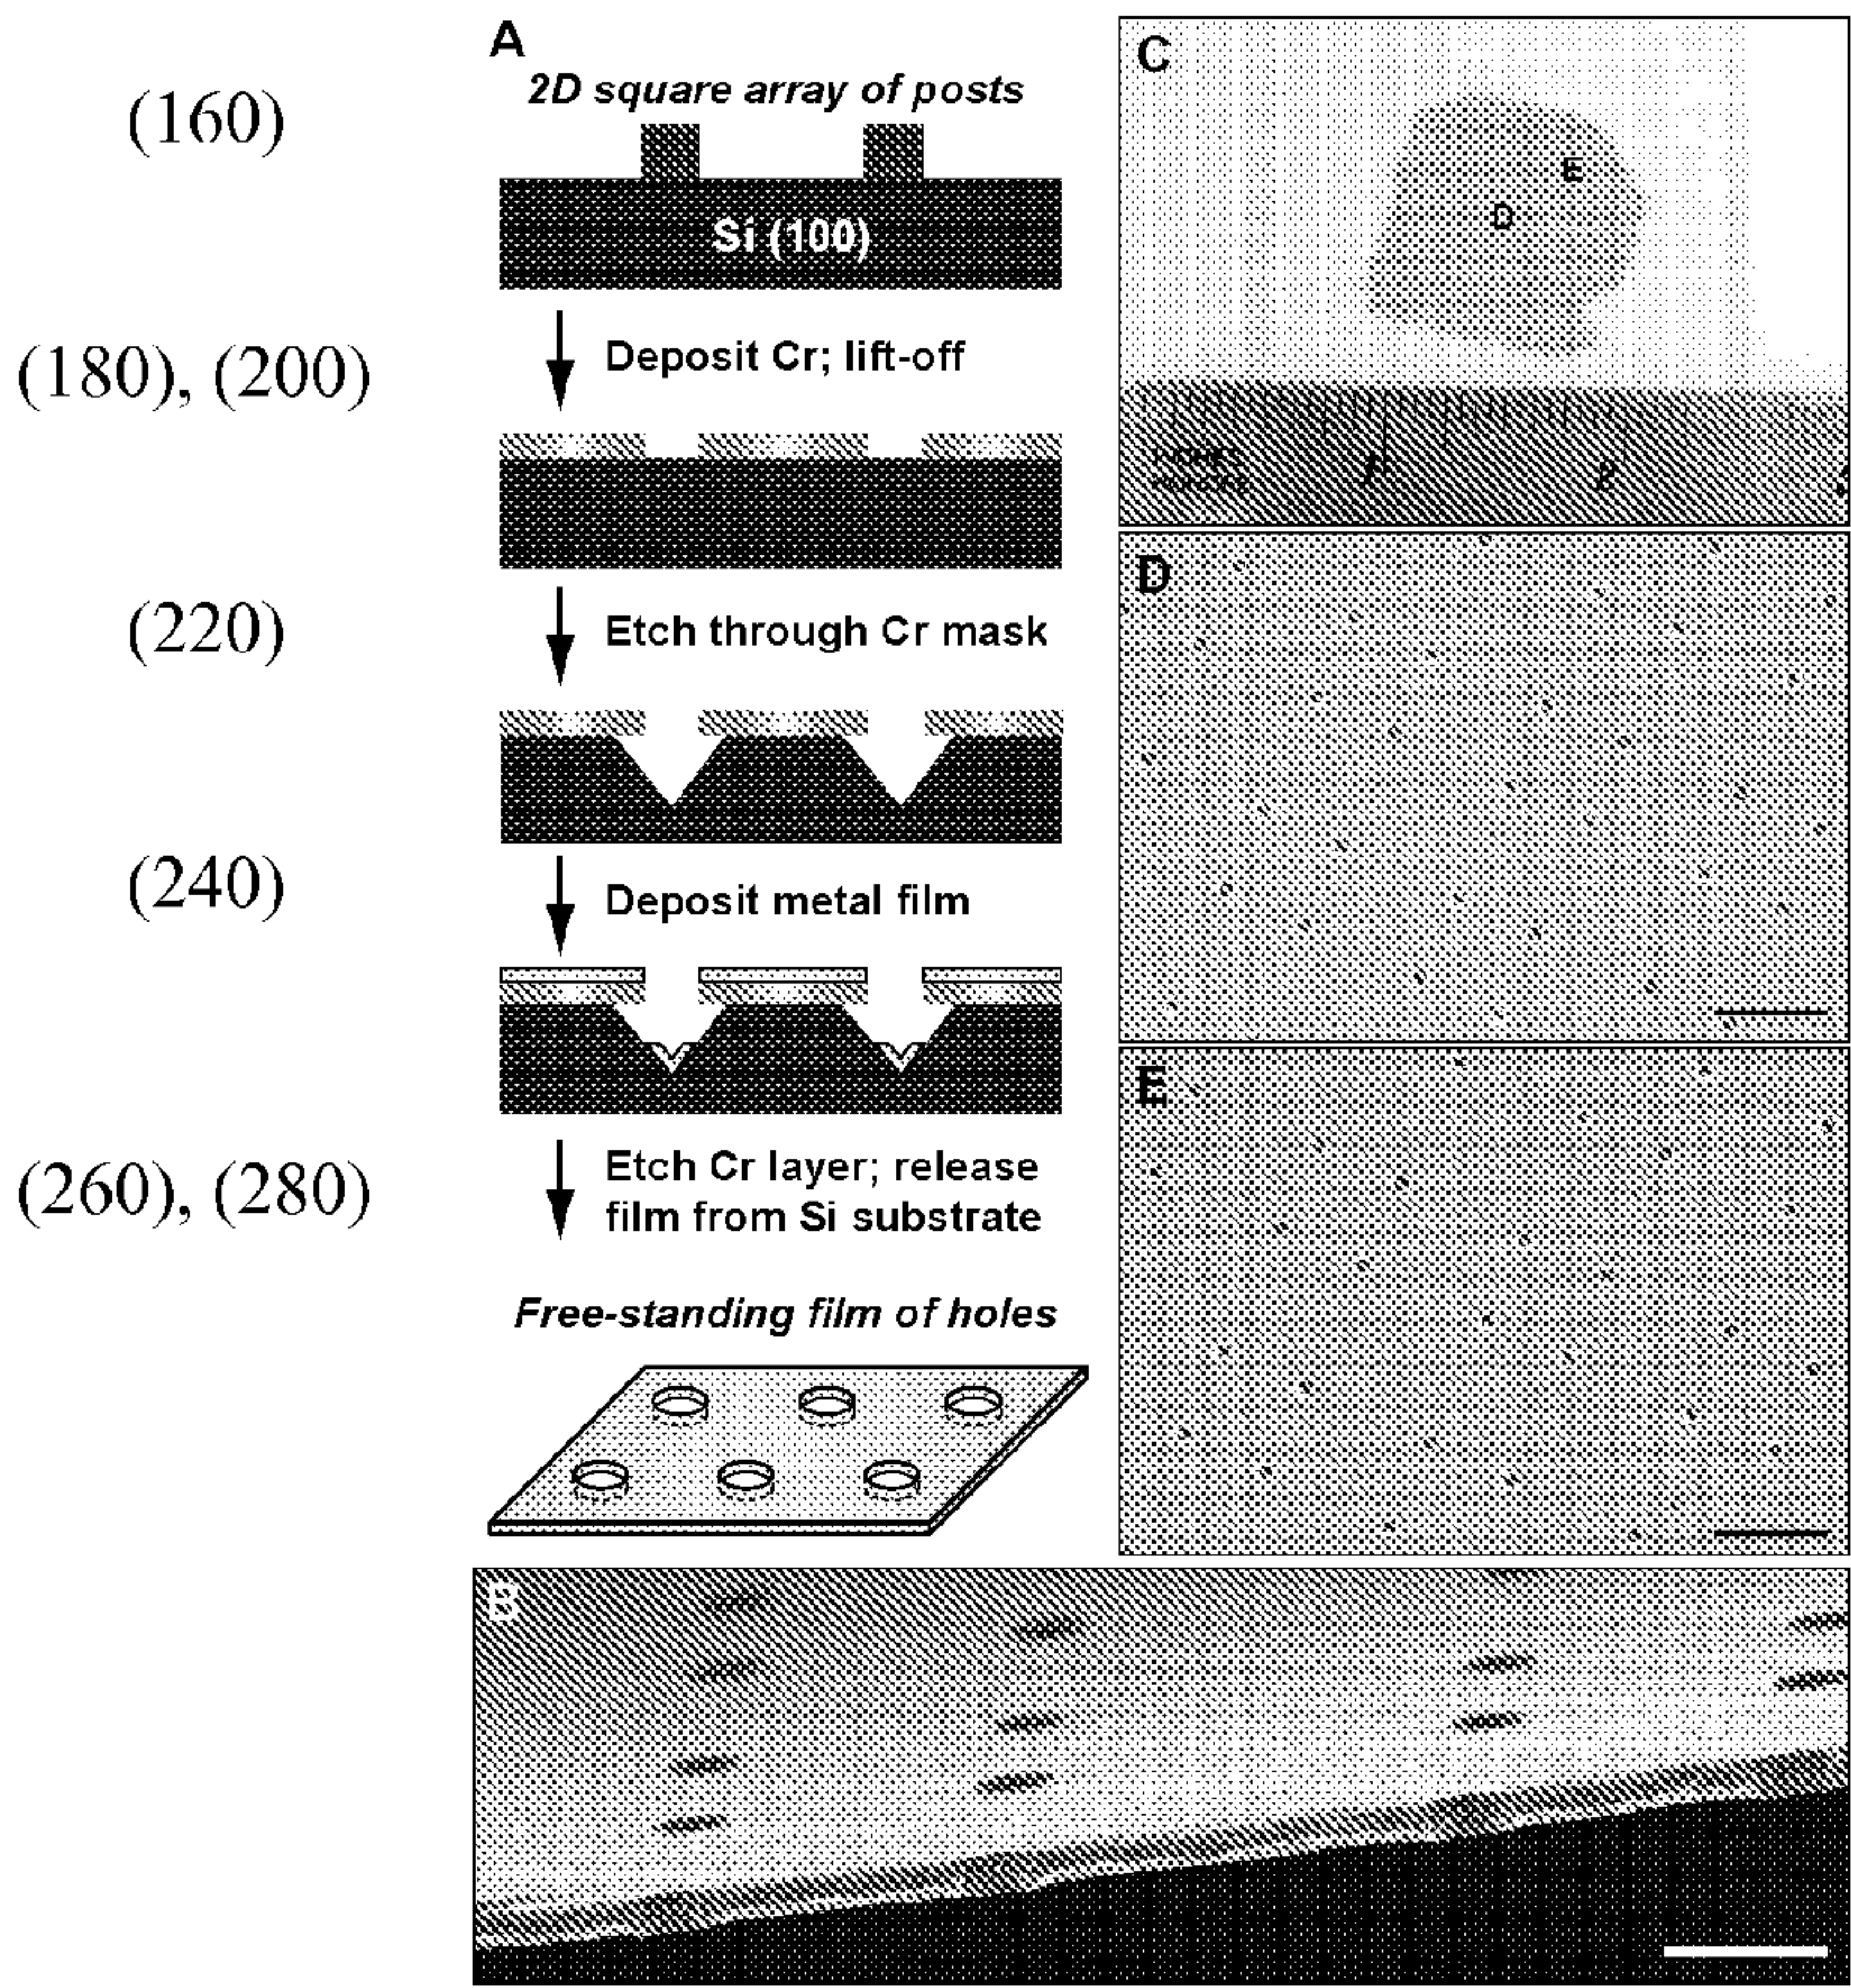 A
2D square array of posts
(160)
Si (100)
(180), (200)
Deposit Cr; lift-off
(220)
Etch through Cr mask
(240)
Deposit metal film
(260), (280)
Etch Cr layer; release
film from Si substrate
Free-standing film of holes
C
E
D
1
2
D
E
B